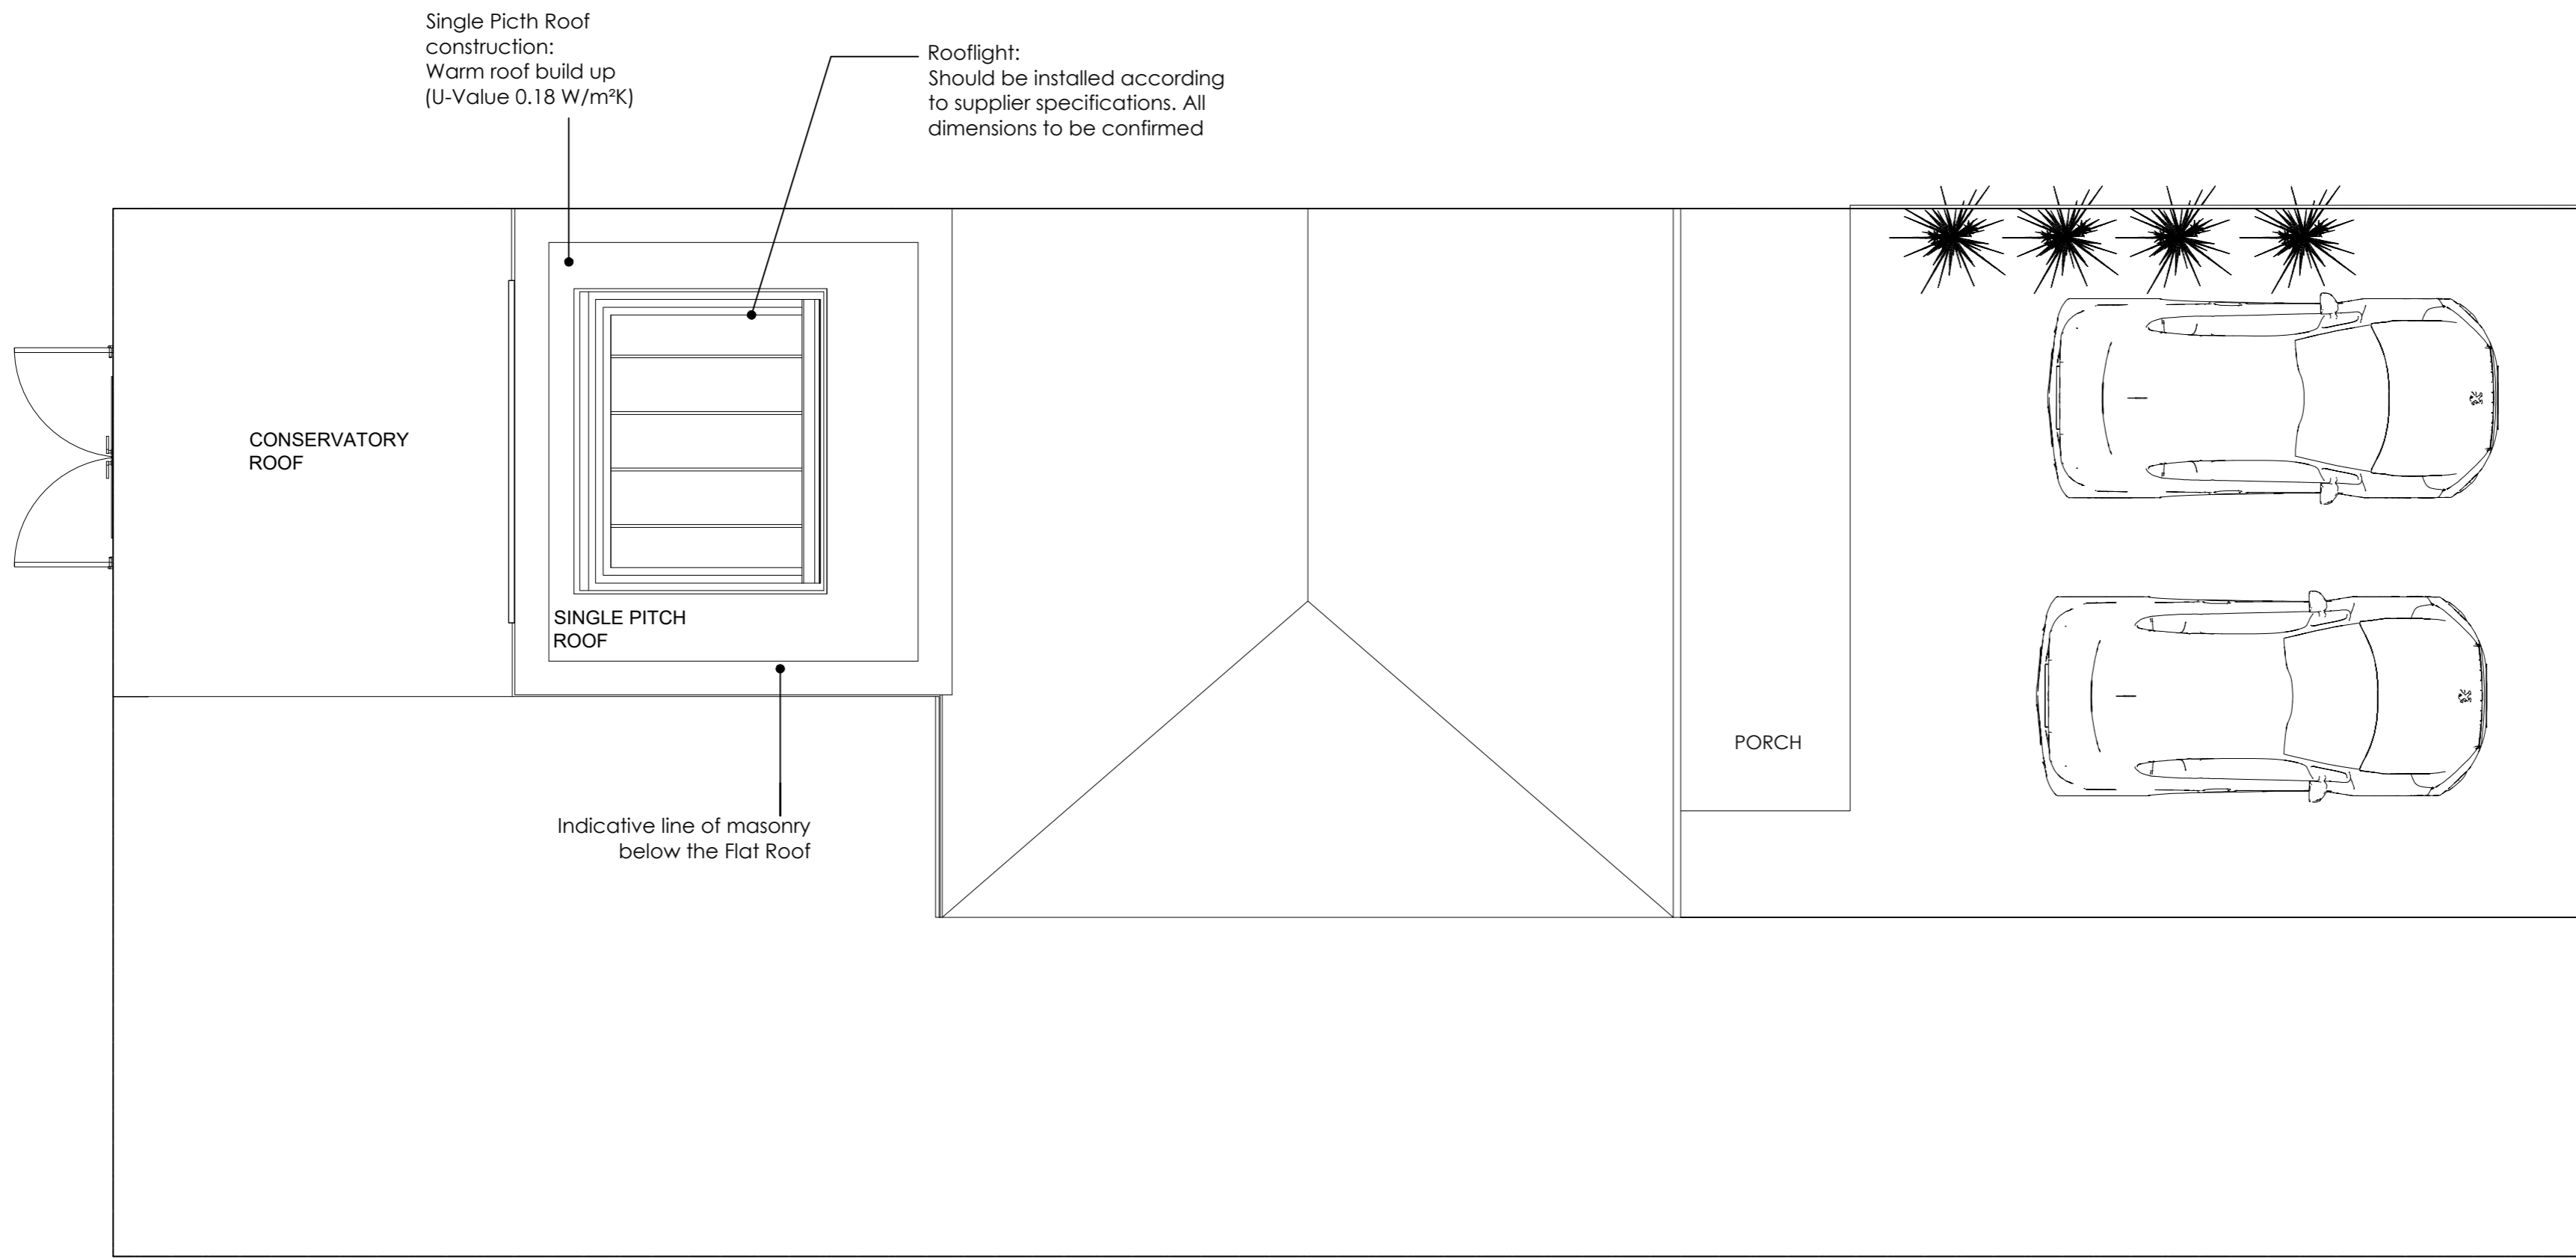 Single Picth Roof
construction:
Warm roof build up
(U-Value 0.18 W/m²K)
Rooflight:
Should be installed according
to supplier specifications. All
dimensions to be confirmed
CONSERVATORY
ROOF
SINGLE PITCH
ROOF
PORCH
Indicative line of masonry
below the Flat Roof